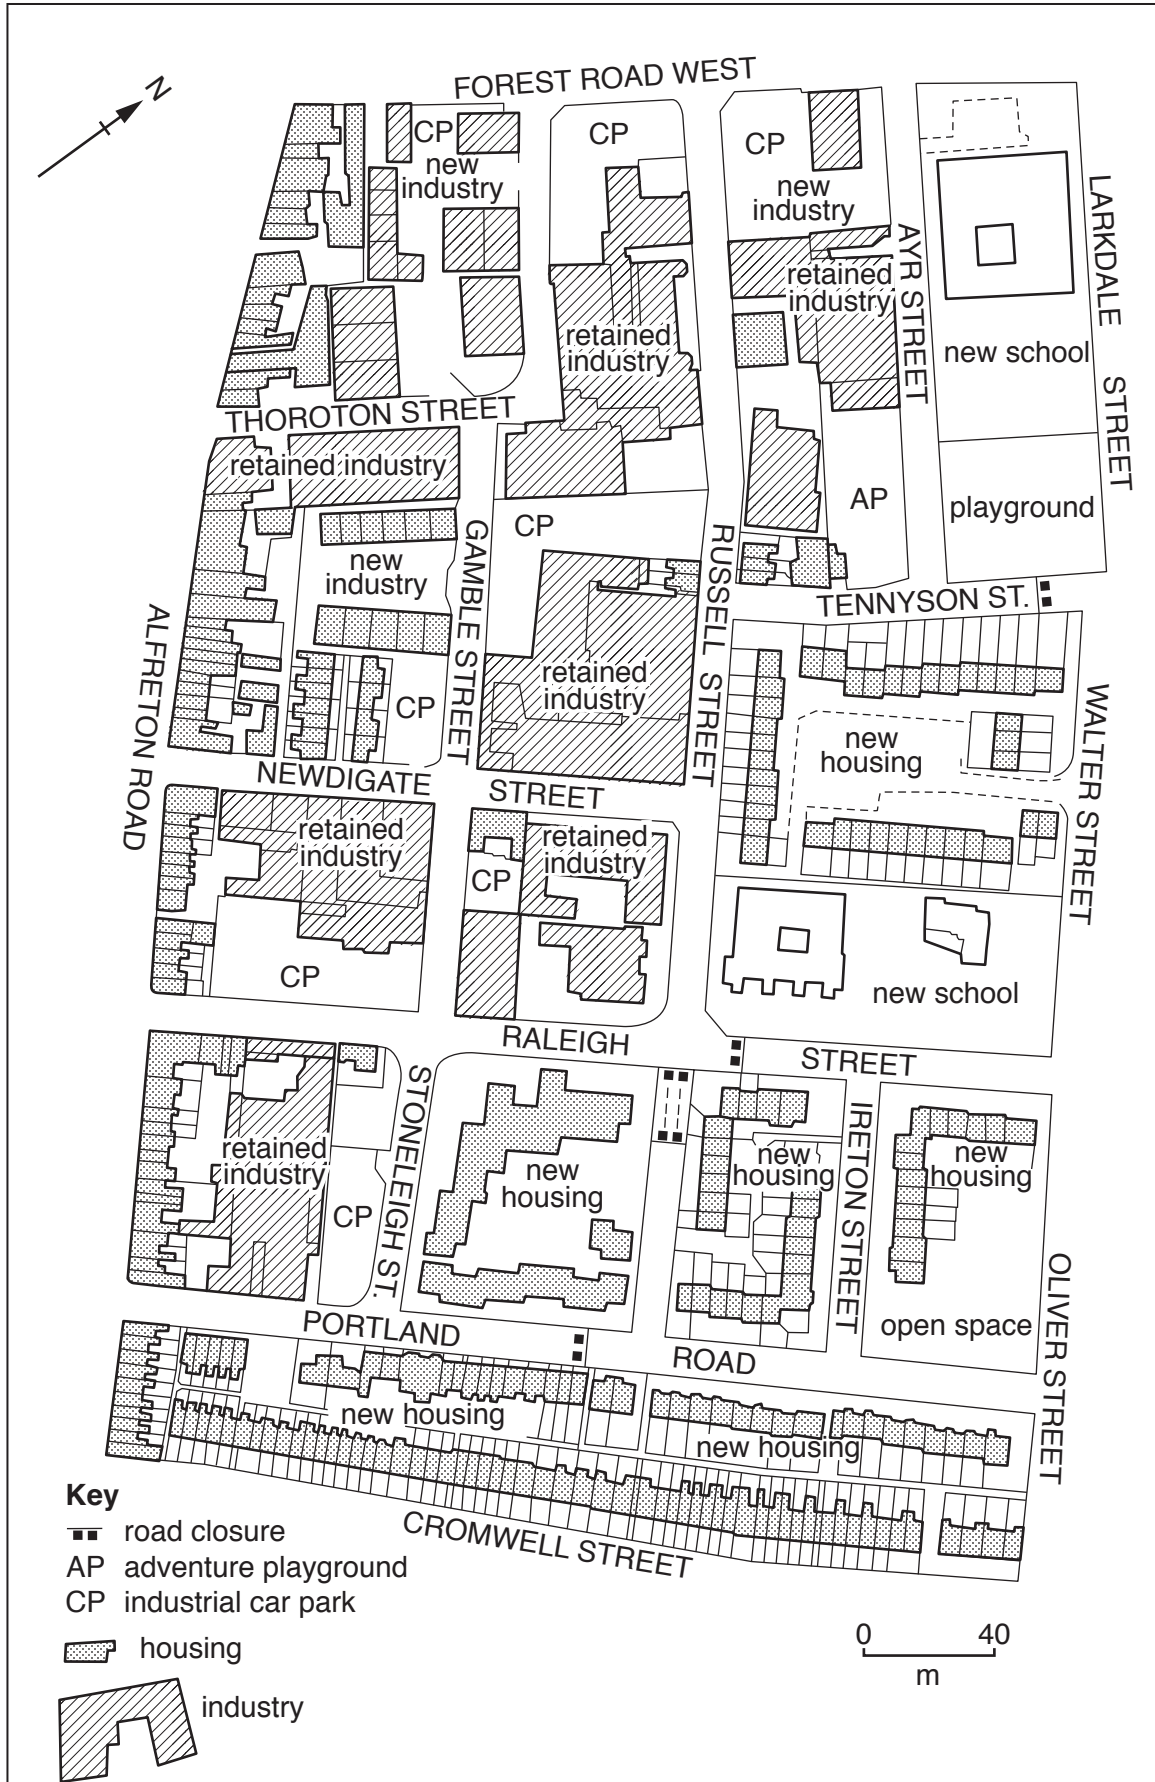 N
FOREST ROAD WEST
CP
new
industry
CP
CP
new
industry
LARKDALE STREET
AYR STREET
retained
industry
retained
industry
new school
THOROTON STREET
retained industry
CP
AP
playground
new
industry
GAMBLE STREET
RUSSELL STREET
TENNYSON ST.
ALFRETON ROAD
CP
retained
industry
new
housing
WALTER STREET
NEWDIGATE STREET
retained
industry
retained
industry
CP
CP
new school
RALEIGH STREET
STONELEIGH ST.
IRETON STREET
retained
industry
CP
new
housing
new
housing
new
housing
open space
OLIVER STREET
PORTLAND ROAD
new housing
new housing
CROMWELL STREET
Key
road closure
AP adventure playground
CP industrial car park
housing
industry
0 40
m